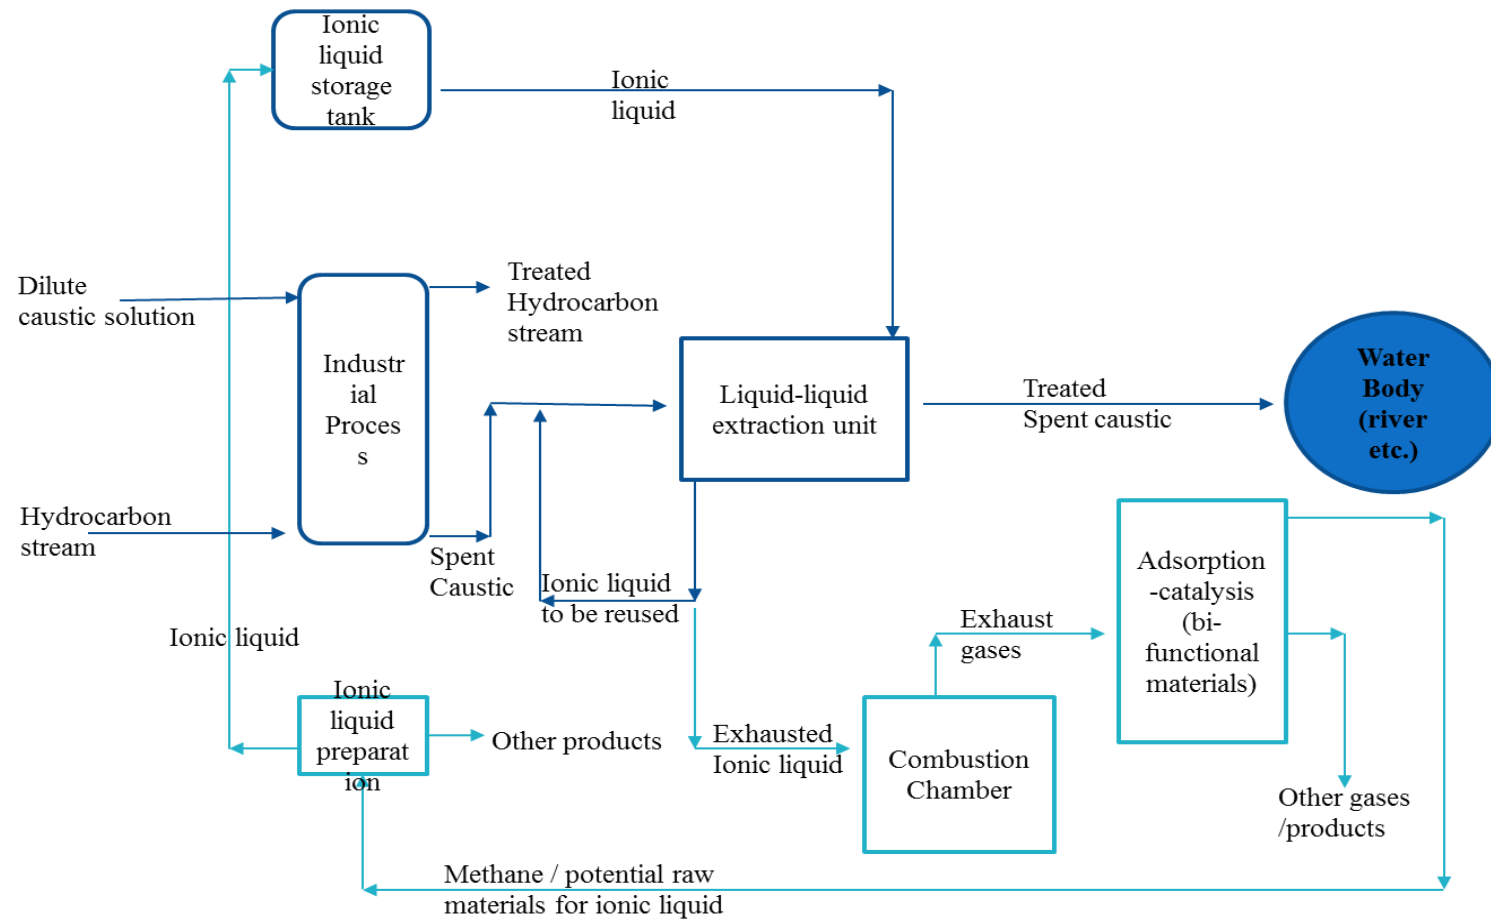 Ionic
liquid
storage
tank
Ionic
liquid
Dilute
caustic solution
Industr
ial
Proces
s
Treated
Hydrocarbon
stream
Liquid-liquid
extraction unit
Treated
Spent caustic
Water
Body
(river
etc.)
Hydrocarbon
stream
Spent
Caustic
Ionic liquid
to be reused
Adsorption
-catalysis
(bi-
functional
materials)
Exhaust
gases
Ionic liquid
Ionic
liquid
preparat
ion
Other products
Exhausted
Ionic liquid
Combustion
Chamber
Other gases
/products
Methane / potential raw
materials for ionic liquid